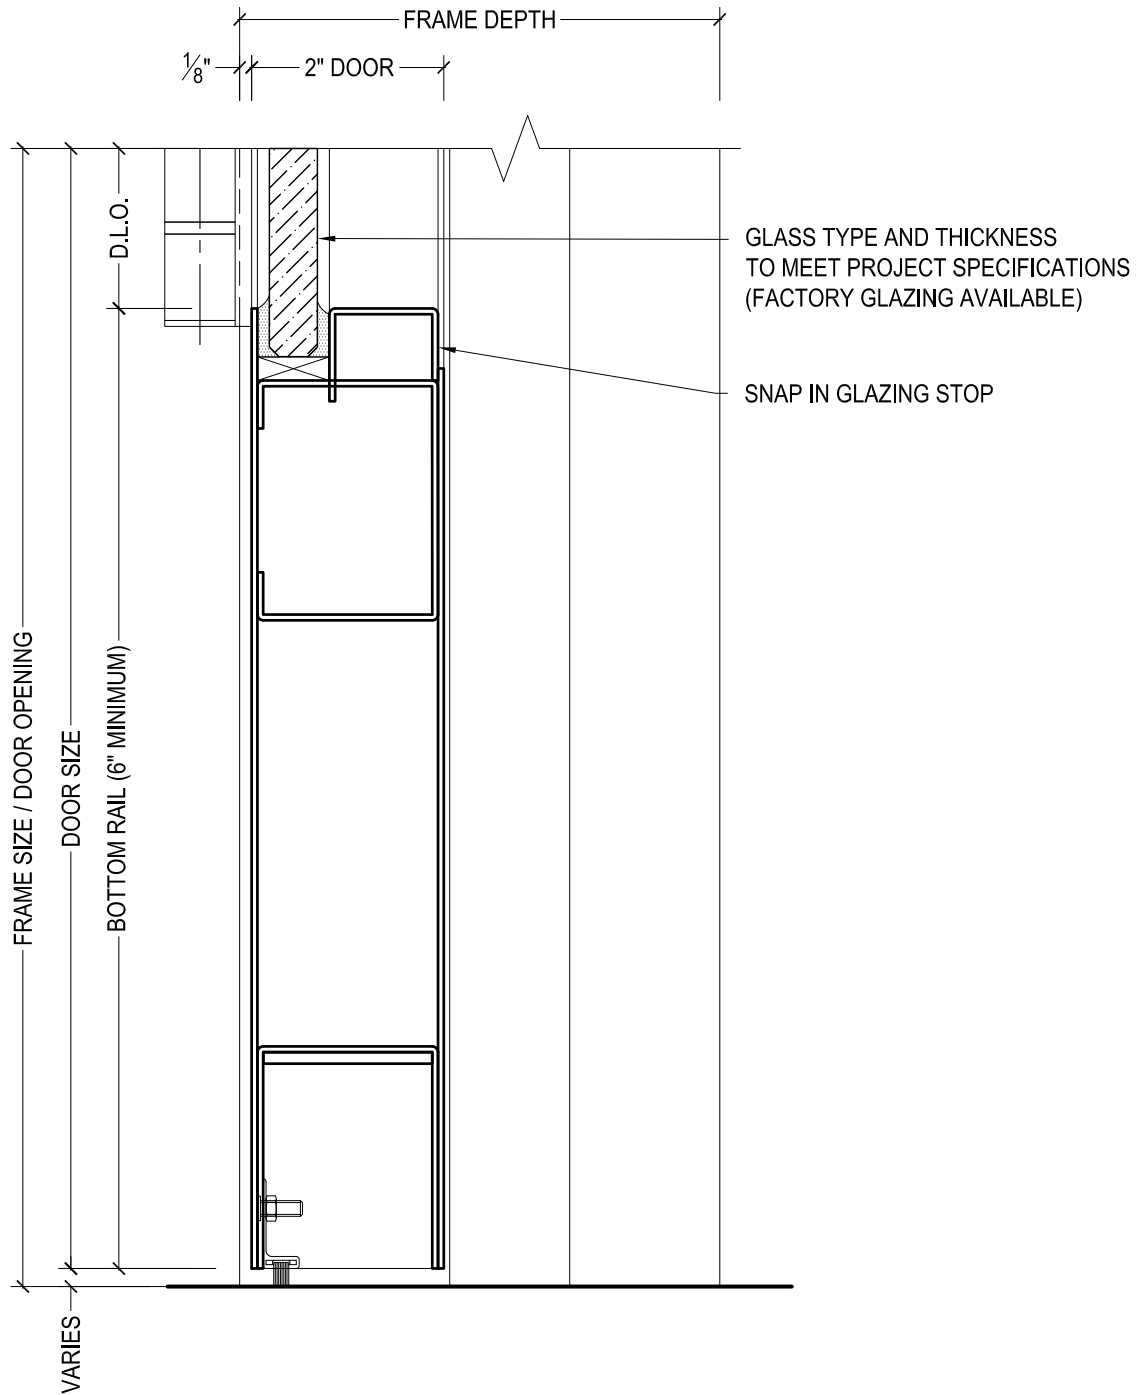 FRAME DEPTH
1/8"
2" DOOR
D.L.O.
GLASS TYPE AND THICKNESS
TO MEET PROJECT SPECIFICATIONS
(FACTORY GLAZING AVAILABLE)
SNAP IN GLAZING STOP
FRAME SIZE / DOOR OPENING
DOOR SIZE
BOTTOM RAIL (6" MINIMUM)
VARIES